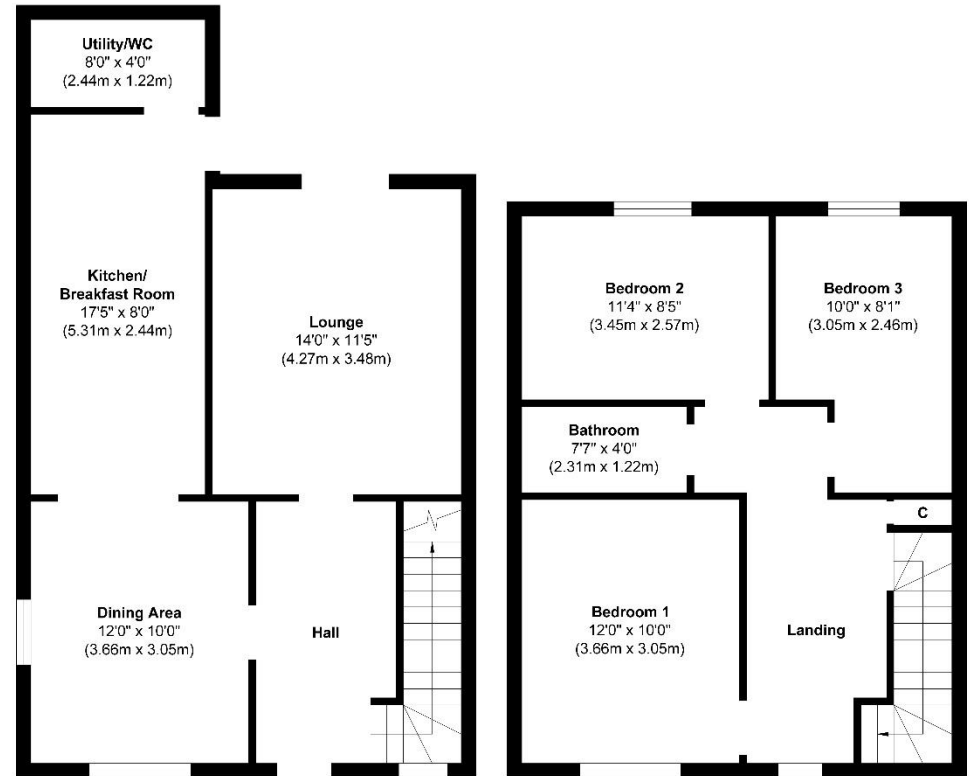 Utility/WC
8'0" x 4'0"
(2.44m x 1.22m)
Kitchen/
Breakfast Room
17'5" x 8'0"
(5.31m x 2.44m)
Lounge
14'0" x 11'5"
(4.27m x 3.48m)
Dining Area
12'0" x 10'0"
(3.66m x 3.05m)
Hall
Bedroom 2
11'4" x 8'5"
(3.45m x 2.57m)
Bedroom 3
10'0" x 8'1"
(3.05m x 2.46m)
Bathroom
7'7" x 4'0"
(2.31m x 1.22m)
C
Bedroom 1
12'0" x 10'0"
(3.66m x 3.05m)
Landing